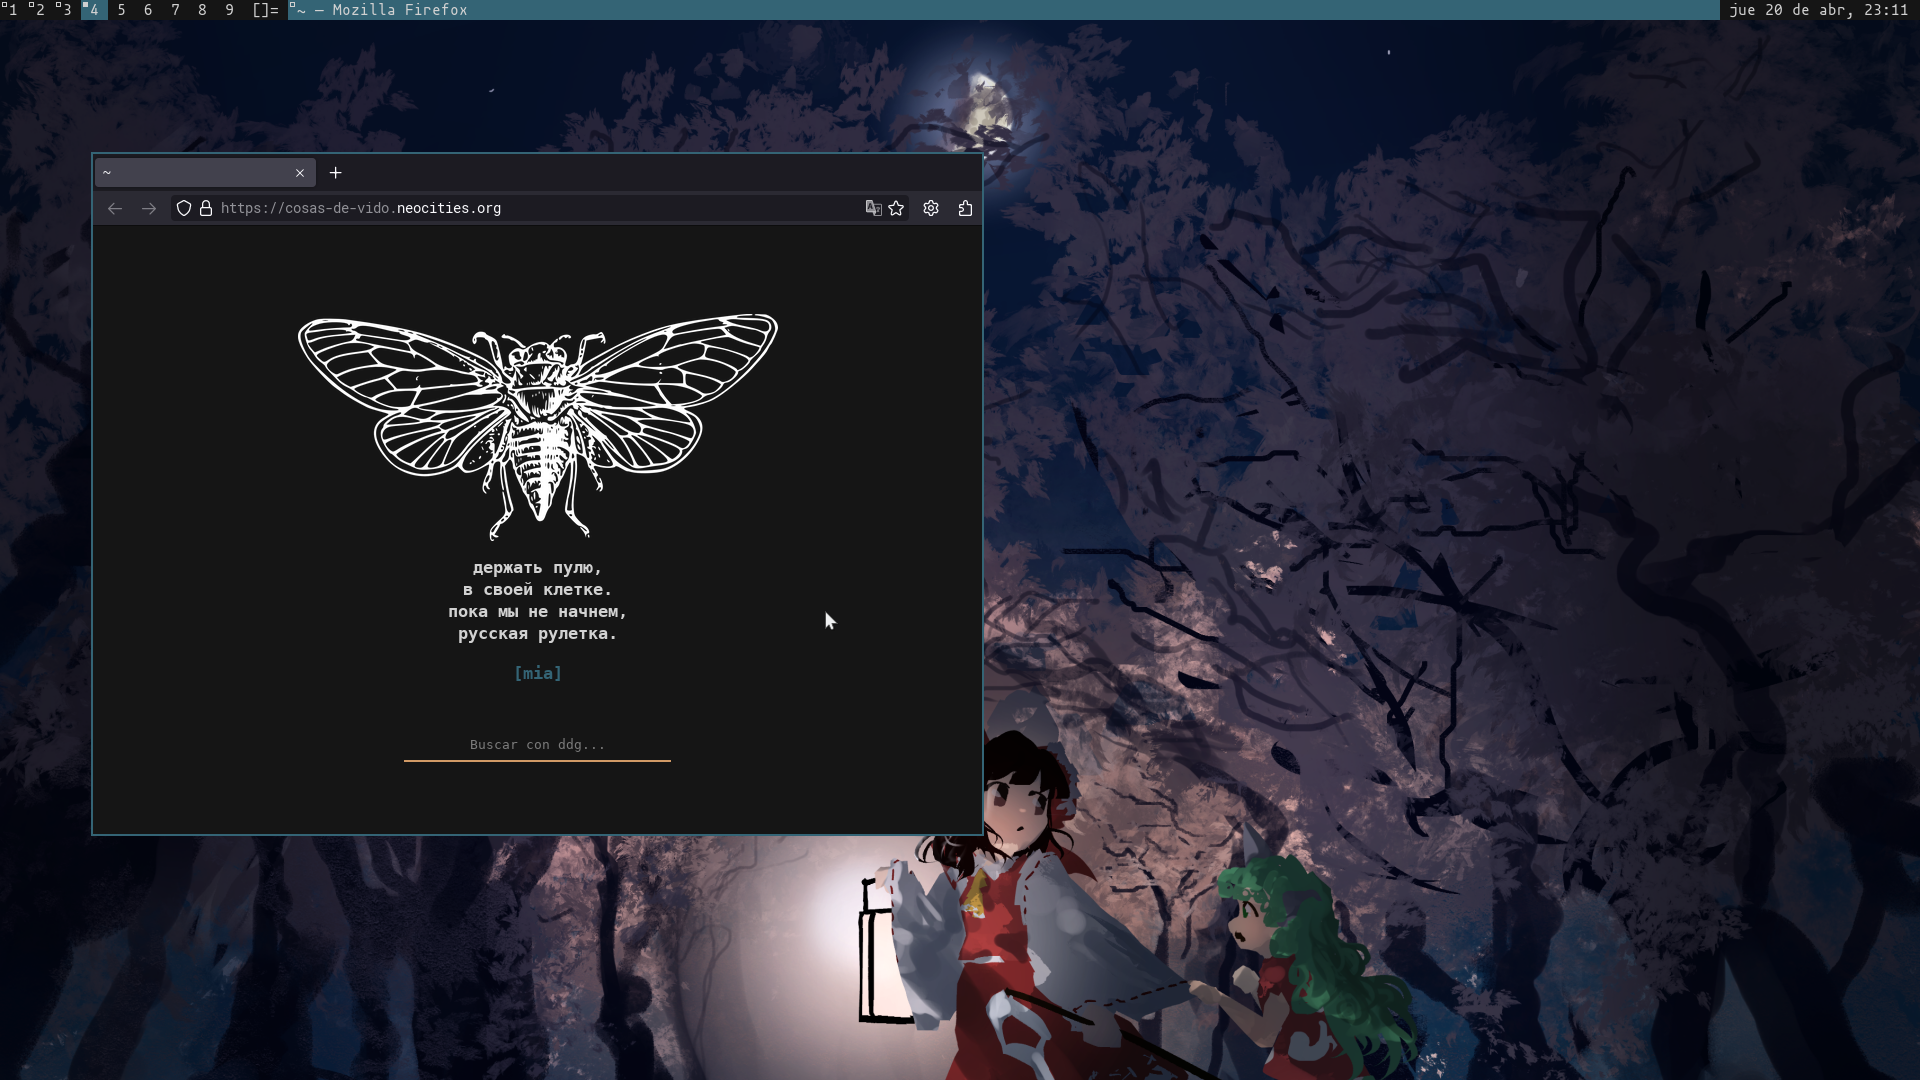 1 2 3 4 5 6 7 8 9 []= ~ — Mozilla Firefox jue 20 de abr, 23:11
~
https://cosas-de-vido.neocities.org
держать пулю,
в своей клетке.
пока мы не начнем,
русская рулетка.
[mia]
Buscar con ddg...